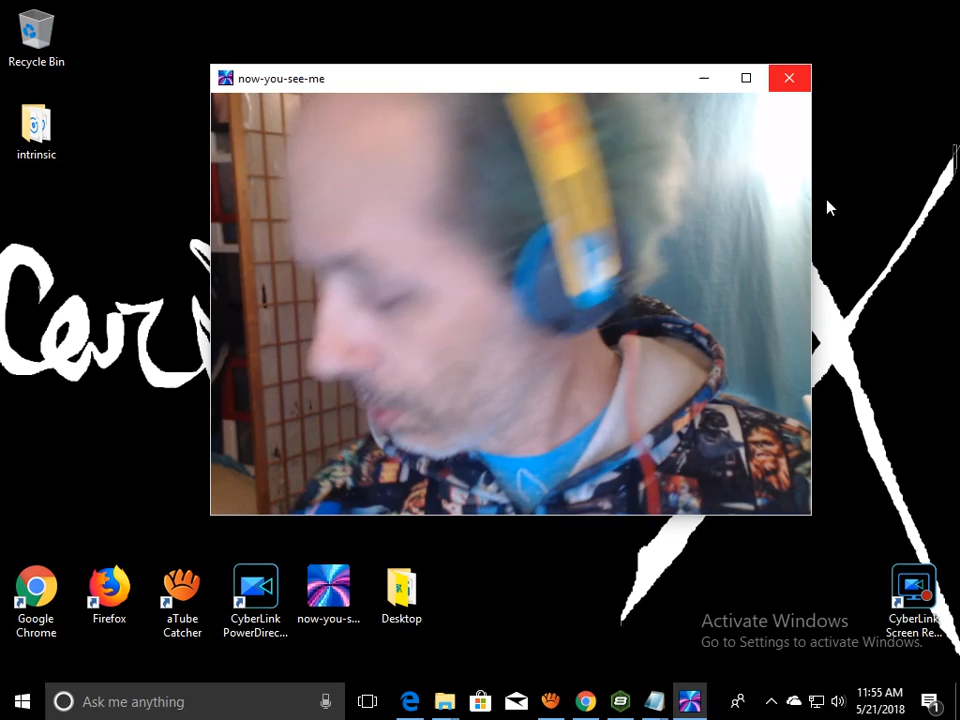 Recycle Bin
now-you-see-me
intrinsic
Google
Chrome
Firefox
aTube
Catcher
CyberLink
PowerDirec...
now-you-s...
Desktop
CyberLink
Screen Re...
Activate Windows
Go to Settings to activate Windows.
Ask me anything
11:55 AM
5/21/2018
1